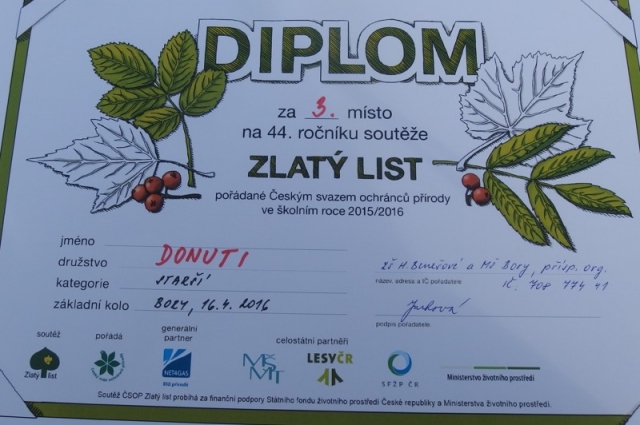 DIPLOM
za 3. místo
na 44. ročníku soutěže
ZLATÝ LIST
pořádané Českým svazem ochránců přírody
ve školním roce 2015/2016
jméno
družstvo DONUTI
kategorie STARŠÍ
základní kolo BORY, 16.4. 2016
ZŠ H. Benešové a MŠ Bory, přísp. org.
název, adresa a IČ pořadatele IČ. 708 774 41
podpis pořadatele
soutěž
pořádá
generální
partner
celostátní partneři
Zlatý list
NET4GAS
Blíž přírodě
MŠMT
LESYČR
SFŽP ČR
Ministerstvo životního prostředí
Soutěž ČSOP Zlatý list probíhá za finanční podpory Státního fondu životního prostředí České republiky a Ministerstva životního prostředí.